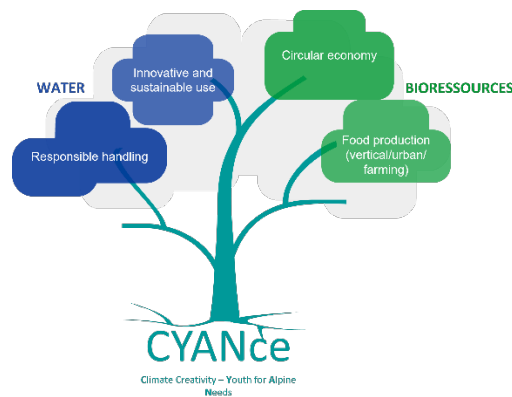 Circular economy
Innovative and
sustainable use
WATER
BIORESSOURCES
Responsible handling
Food production
(vertical/urban/
farming)
CYANce
Climate Creativity – Youth for Alpine
Needs